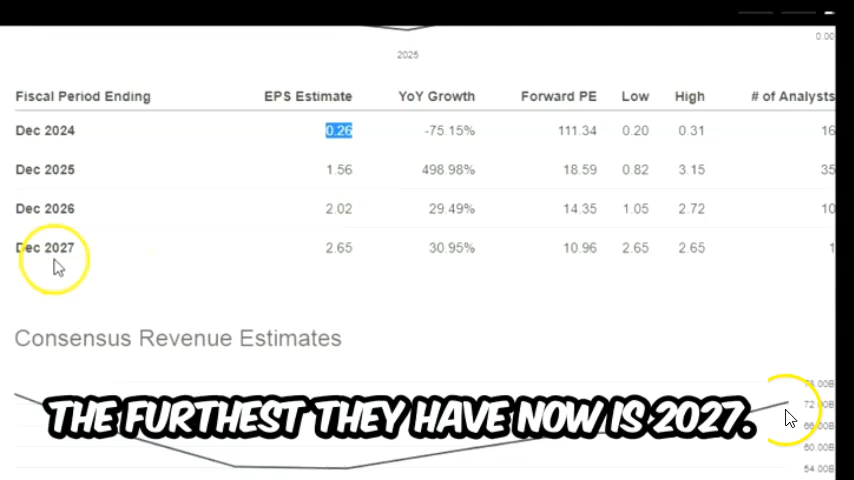 0.00
2025
Fiscal Period Ending EPS Estimate YoY Growth Forward PE Low High # of Analysts
Dec 2024 0.26 -75.15% 111.34 0.20 0.31 16
Dec 2025 1.56 498.98% 18.59 0.82 3.15 35
Dec 2026 2.02 29.49% 14.35 1.05 2.72 10
Dec 2027 2.65 30.95% 10.96 2.65 2.65 1
Consensus Revenue Estimates
78.00B
72.00B
66.00B
THE FURTHEST THEY HAVE NOW IS 2027.
60.00B
54.00B